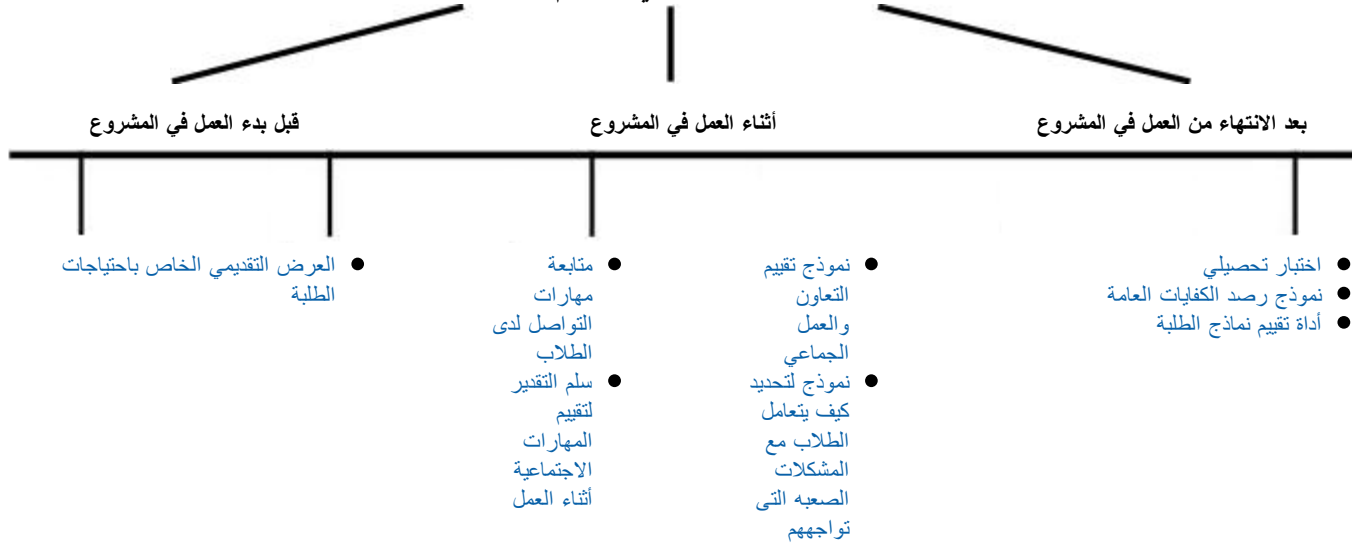 قبل بدء العمل في المشروع
أثناء العمل في المشروع
بعد الانتهاء من العمل في المشروع
● العرض التقديمي الخاص باحتياجات
الطلبة
● متابعة
مهارات
التواصل لدى
الطلاب
● سلم التقدير
لتقييم
المهارات
الاجتماعية
أثناء العمل
● نموذج تقييم
التعاون
والعمل
الجماعي
● نموذج لتحديد
كيف يتعامل
الطلاب مع
المشكلات
الصعبه التى
تواجههم
● اختبار تحصيلي
● نموذج رصد الكفايات العامة
● أداة تقييم نماذج الطلبة